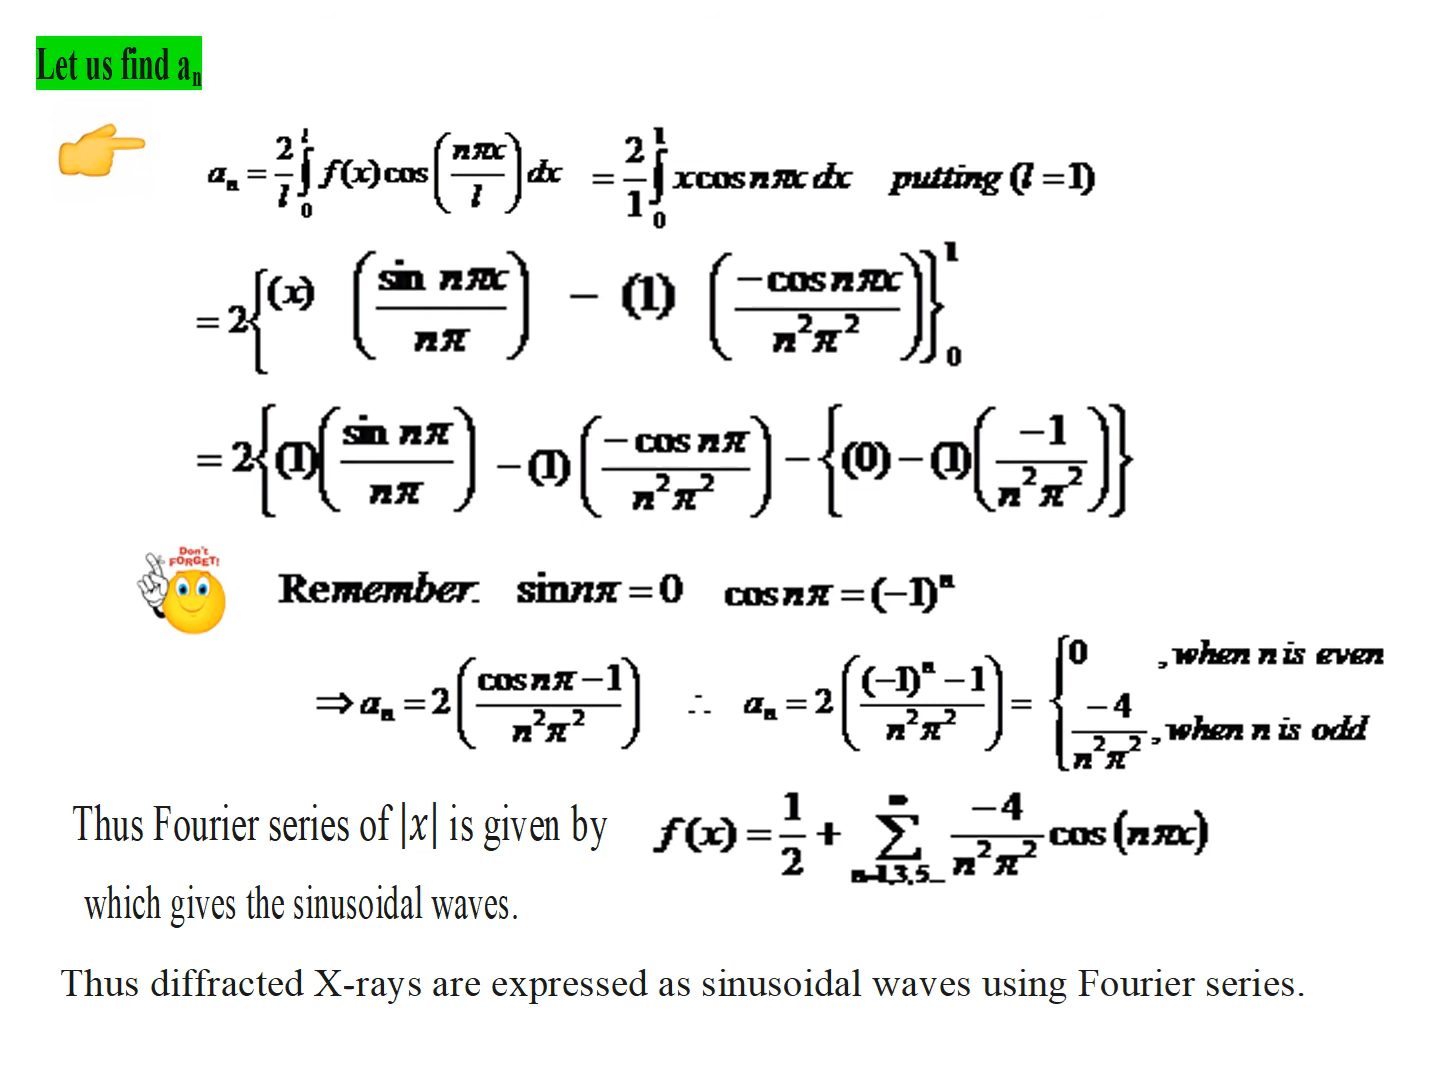 Let us find aₙ
aₙ = 2/l ∫₀ˡ f(x) cos(nπx/l) dx = 2/1 ∫₀¹ x cos nπx dx putting (l = 1)
= 2{(x) (sin nπx / nπ) − (1) (−cos nπx / n²π²)}₀¹
= 2{(1)(sin nπ / nπ) − (1)(−cos nπ / n²π²) − {(0) − (1)(−1 / n²π²)}
Don't
FORGET!
Remember. sin nπ = 0 cos nπ = (−1)ⁿ
⇒ aₙ = 2((cos nπ − 1) / n²π²) ∴ aₙ = 2(((−1)ⁿ − 1) / n²π²) = {0 , when n is even
−4 / n²π² , when n is odd
Thus Fourier series of |x| is given by f(x) = 1/2 + ∑_{n=1,3,5...}^{∞} −4 / n²π² cos(nπx)
which gives the sinusoidal waves.
Thus diffracted X-rays are expressed as sinusoidal waves using Fourier series.